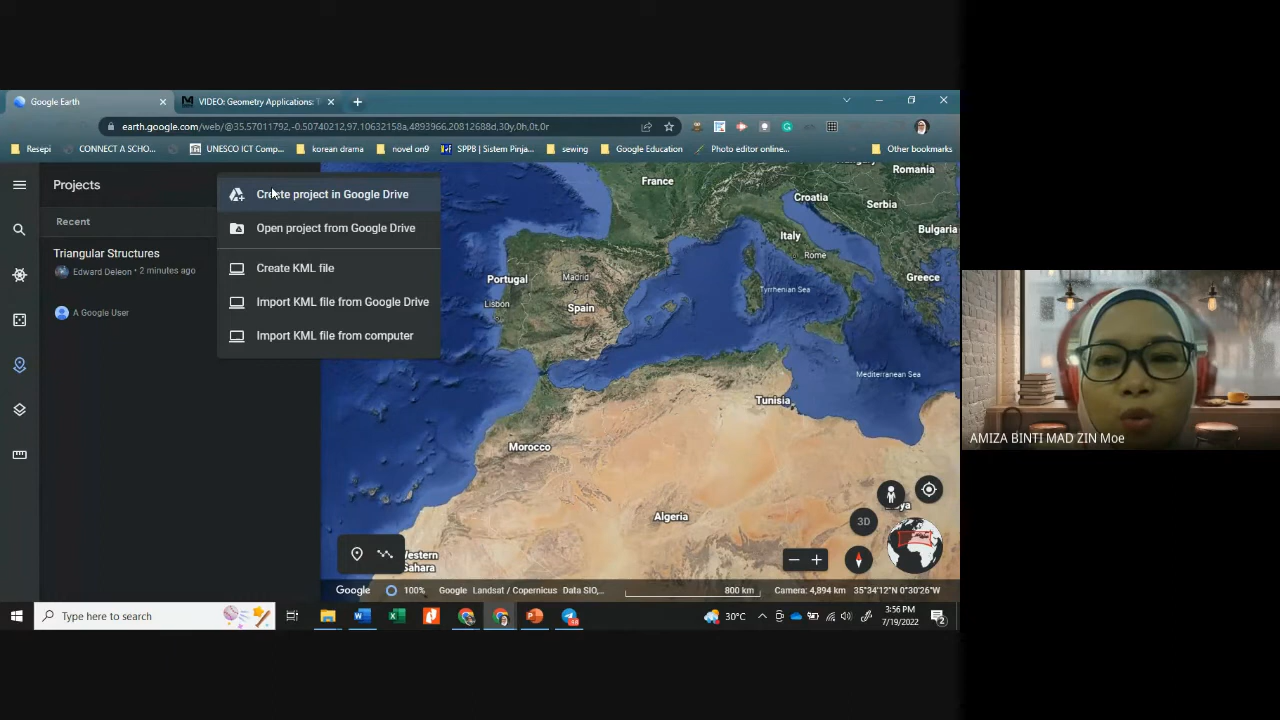 Google Earth
VIDEO: Geometry Applications: T
earth.google.com/web/@35.57011792,-0.50740212,97.10632158a,4893966.20812688d,30y,0h,0t,0r
Resepi
CONNECT A SCHO...
UNESCO ICT Comp...
korean drama
novel on9
SPPB | Sistem Pinja...
sewing
Google Education
Photo editor online...
Other bookmarks
Projects
Recent
Triangular Structures
Edward Deleon • 2 minutes ago
A Google User
Create project in Google Drive
Open project from Google Drive
Create KML file
Import KML file from Google Drive
Import KML file from computer
France
Romania
Croatia
Serbia
Italy
Bulgaria
Rome
Portugal
Madrid
Greece
Lisbon
Spain
Tyrrhenian Sea
Mediterranean Sea
Tunisia
Morocco
Algeria
Western
Sahara
3D
Google
100%
Google
Landsat / Copernicus
Data SIO,...
800 km
Camera: 4,894 km
35°34'12"N 0°30'26"W
Type here to search
30°C
3:56 PM
7/19/2022
2
AMIZA BINTI MAD ZIN Moe